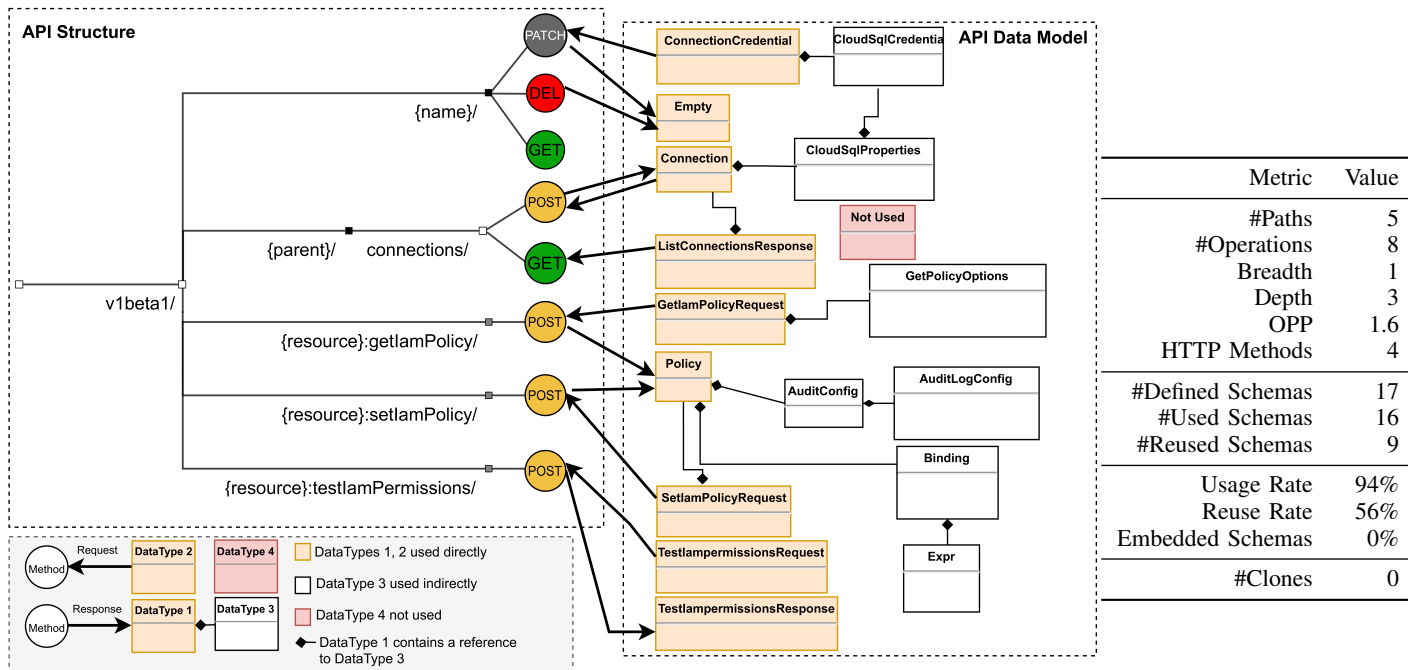 API Structure
PATCH
DEL
{name}/
GET
POST
{parent}/
connections/
GET
v1beta1/
POST
{resource}:getIamPolicy/
POST
{resource}:setIamPolicy/
POST
{resource}:testIamPermissions/
API Data Model
ConnectionCredential
CloudSqlCredentia
Empty
Connection
CloudSqlProperties
Not Used
ListConnectionsResponse
GetPolicyOptions
GetIamPolicyRequest
Policy
AuditConfig
AuditLogConfig
Binding
SetIamPolicyRequest
TestIampermissionsRequest
Expr
TestIampermissionsResponse
Method
Request
DataType 2
DataType 4
Method
Response
DataType 1
DataType 3
DataTypes 1, 2 used directly
DataType 3 used indirectly
DataType 4 not used
DataType 1 contains a reference
to DataType 3
Metric Value
#Paths 5
#Operations 8
Breadth 1
Depth 3
OPP 1.6
HTTP Methods 4
#Defined Schemas 17
#Used Schemas 16
#Reused Schemas 9
Usage Rate 94%
Reuse Rate 56%
Embedded Schemas 0%
#Clones 0